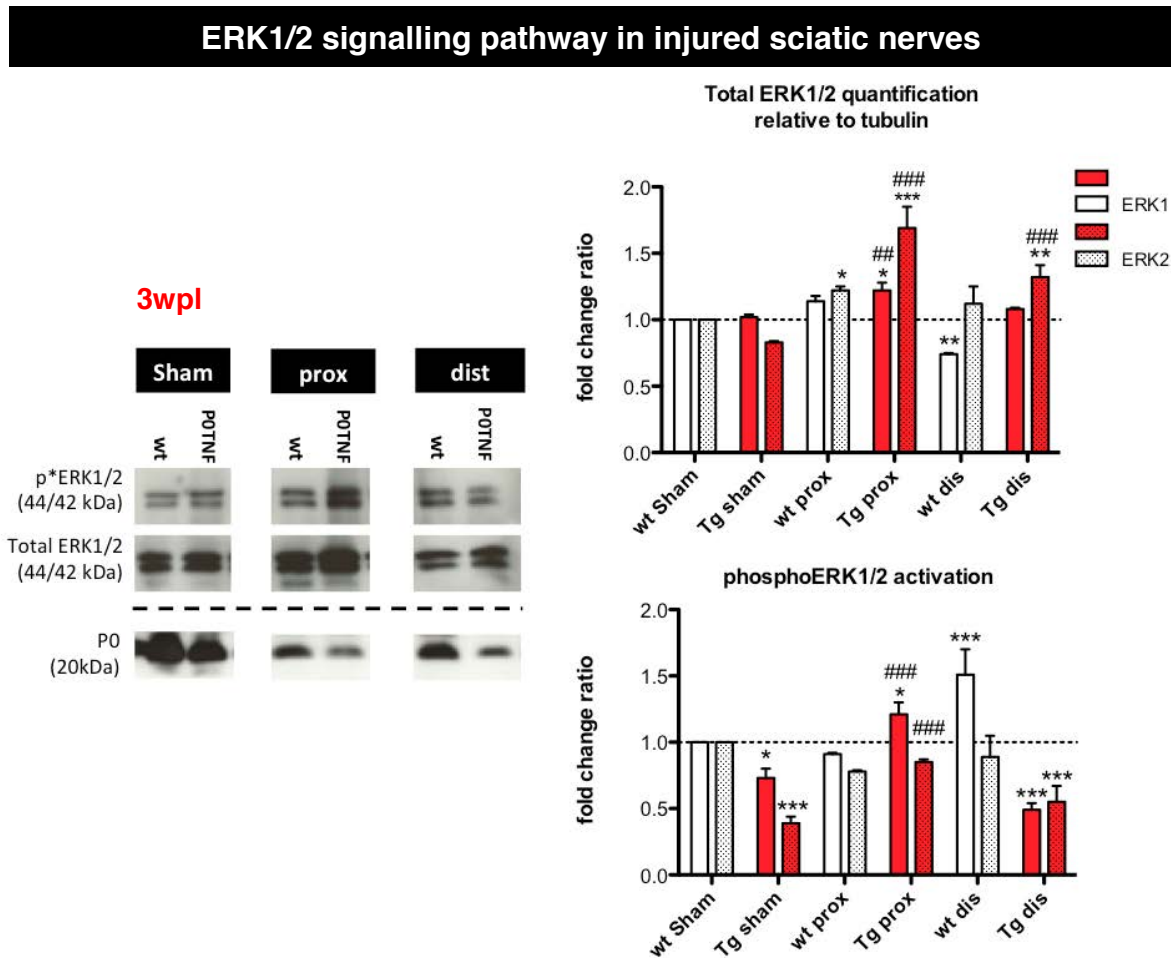 ERK1/2 signalling pathway in injured sciatic nerves
3wpl
Sham
prox
dist
wt
P0TNF
wt
P0TNF
wt
P0TNF
p*ERK1/2
(44/42 kDa)
Total ERK1/2
(44/42 kDa)
P0
(20kDa)
Total ERK1/2 quantification
relative to tubulin
fold change ratio
2.0
1.5
1.0
0.5
0.0
*
##
*
###
***
**
###
**
wt Sham
Tg sham
wt prox
Tg prox
wt dis
Tg dis
ERK1
ERK2
phosphoERK1/2 activation
fold change ratio
2.0
1.5
1.0
0.5
0.0
*
***
###
*
###
***
***
***
wt Sham
Tg sham
wt prox
Tg prox
wt dis
Tg dis